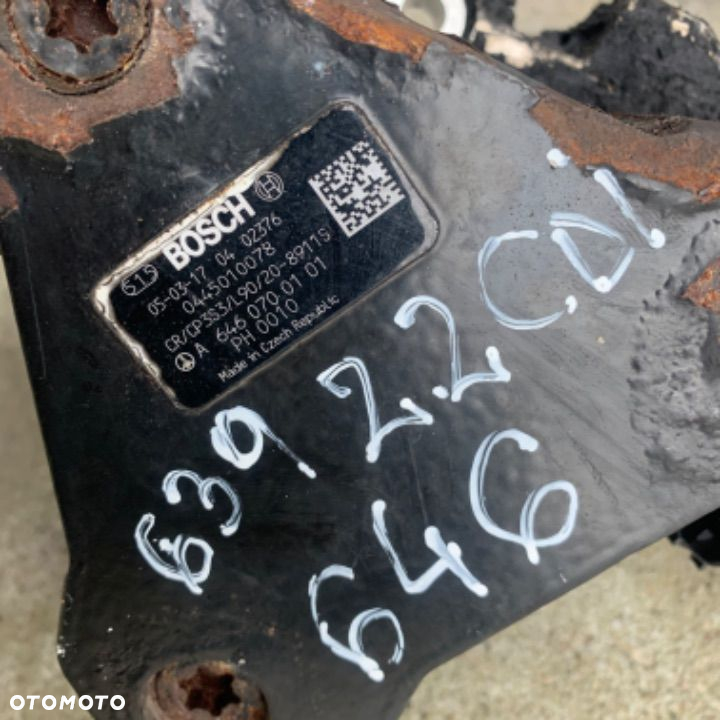 615 BOSCH
05-03-17 04 02376
0445010078
CR/CP3S3/L90/20-8911S
A 646 070 01 01
PH 0010
Made in Czech Republic
639 2.2 CDI
646
OTOMOTO